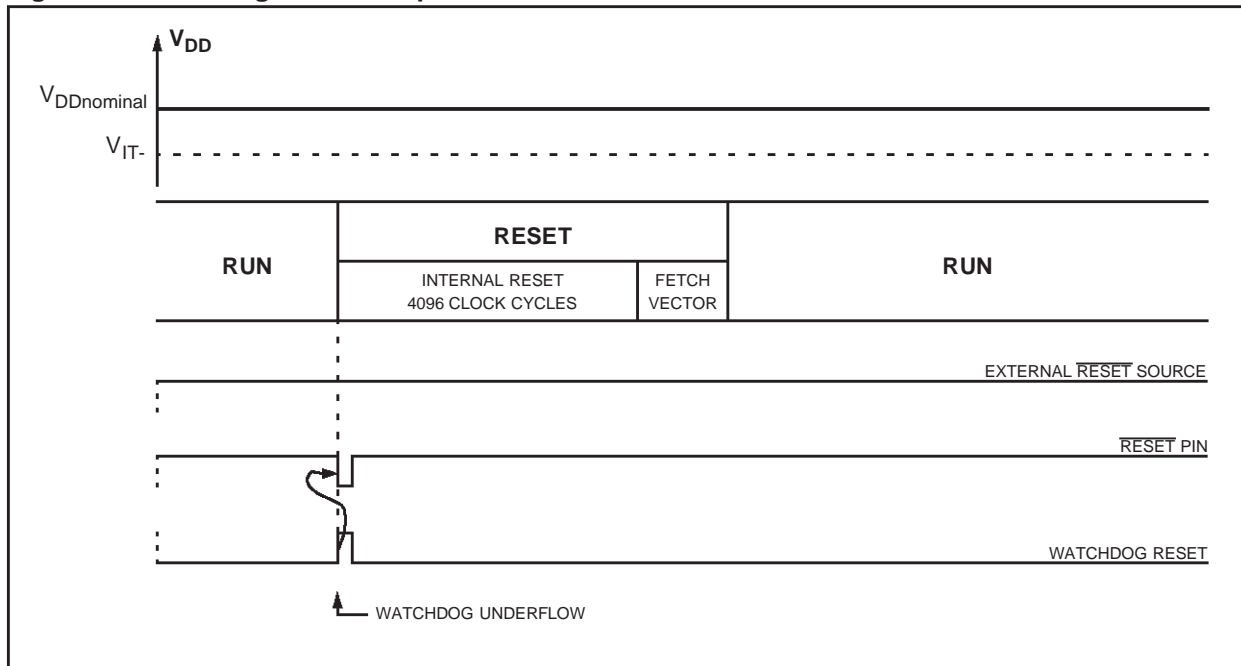 V_DD
V_DDnominal
V_IT-
RESET
RUN
RUN
INTERNAL RESET
4096 CLOCK CYCLES
FETCH
VECTOR
EXTERNAL RESET SOURCE
RESET PIN
WATCHDOG RESET
WATCHDOG UNDERFLOW